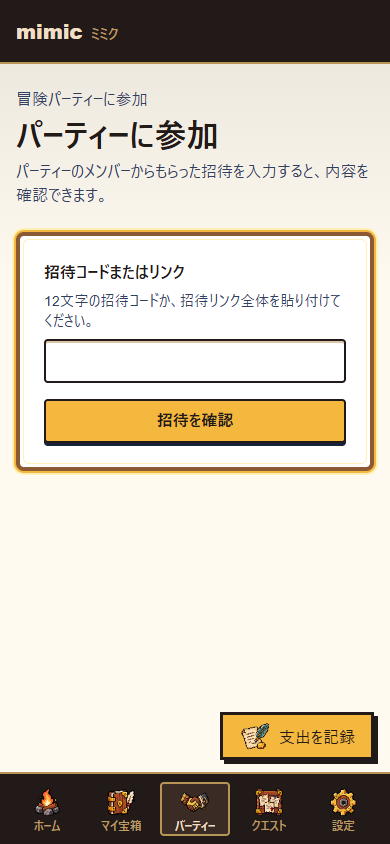 mimic ミミク
冒険パーティーに参加
パーティーに参加
パーティーのメンバーからもらった招待を入力すると、内容を
確認できます。
招待コードまたはリンク
12文字の招待コードか、招待リンク全体を貼り付けて
ください。
招待を確認
支出を記録
ホーム
マイ宝箱
パーティー
クエスト
設定